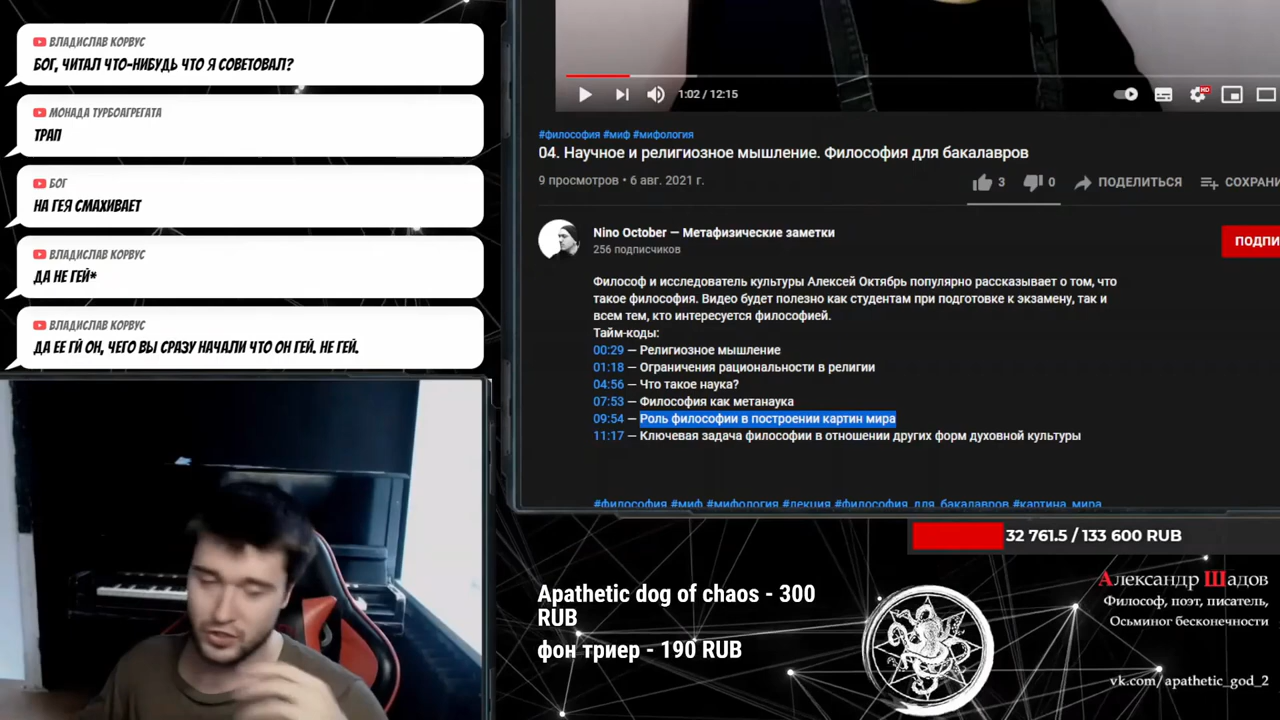 ВЛАДИСЛАВ КОРВУС
БОГ, ЧИТАЛ ЧТО-НИБУДЬ ЧТО Я СОВЕТОВАЛ?
МОНАДА ТУРБОАГРЕГАТА
ТРАП
БОГ
НА ГЕЯ СМАХИВАЕТ
ВЛАДИСЛАВ КОРВУС
ДА НЕ ГЕЙ*
ВЛАДИСЛАВ КОРВУС
ДА ЕЕ ГЙ ОН, ЧЕГО ВЫ СРАЗУ НАЧАЛИ ЧТО ОН ГЕЙ. НЕ ГЕЙ.
1:02 / 12:15
HD
#философия #миф #мифология
04. Научное и религиозное мышление. Философия для бакалавров
9 просмотров • 6 авг. 2021 г.
3
0
ПОДЕЛИТЬСЯ
СОХРАНИ
Nino October — Метафизические заметки
256 подписчиков
ПОДПИ
Философ и исследователь культуры Алексей Октябрь популярно рассказывает о том, что
такое философия. Видео будет полезно как студентам при подготовке к экзамену, так и
всем тем, кто интересуется философией.
Тайм-коды:
00:29 — Религиозное мышление
01:18 — Ограничения рациональности в религии
04:56 — Что такое наука?
07:53 — Философия как метанаука
09:54 — Роль философии в построении картин мира
11:17 — Ключевая задача философии в отношении других форм духовной культуры
#философия #миф #мифология #лекция #философия_для_бакалавров #картина_мира
32 761.5 / 133 600 RUB
Apathetic dog of chaos - 300
RUB
фон триер - 190 RUB
Александр Шадов
Философ, поэт, писатель,
Осьминог бесконечности
vk.com/apathetic_god_2